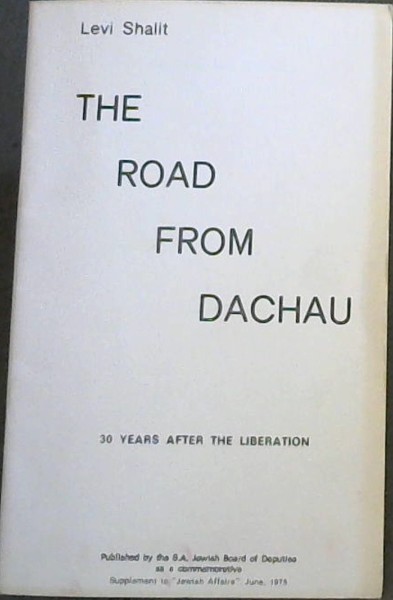 Levi Shalit
THE
ROAD
FROM
DACHAU
30 YEARS AFTER THE LIBERATION
Published by the S.A. Jewish Board of Deputies
as a commemorative
Supplement to "Jewish Affairs" June, 1975